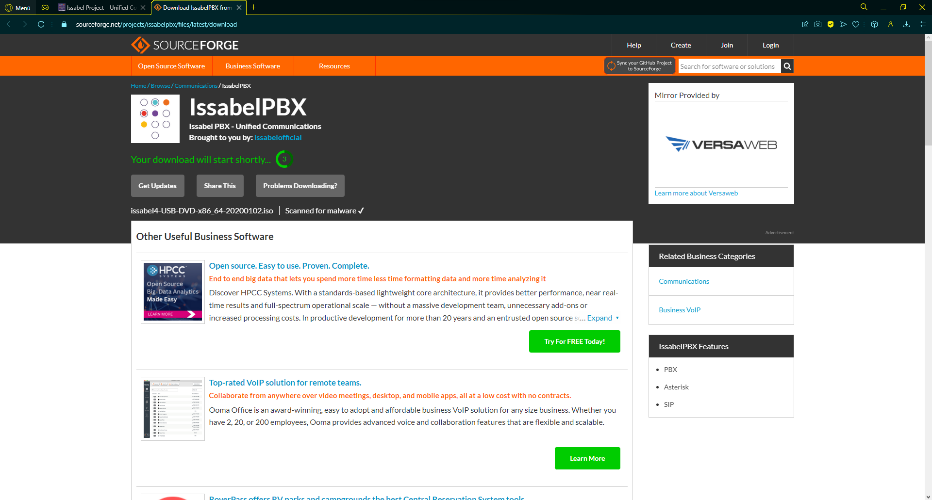 Menü
Issabel Project - Unified Co
Download IssabelPBX from
sourceforge.net/projects/issabelpbx/files/latest/download
SOURCEFORGE
Help
Create
Join
Login
Open Source Software
Business Software
Resources
Sync your GitHub Project
to SourceForge
Search for software or solutions
Home / Browse / Communications / Issabel PBX
IssabelPBX
Issabel PBX - Unified Communications
Brought to you by: issabelofficial
Your download will start shortly... 3
Get Updates
Share This
Problems Downloading?
issabel4-USB-DVD-x86_64-20200102.iso | Scanned for malware ✓
Mirror Provided by
VERSAWEB
Learn more about Versaweb
Other Useful Business Software
HPCC
SYSTEMS
Open Source
Big Data Analytics
Made Easy
LEARN MORE
Open source. Easy to use. Proven. Complete.
End to end big data that lets you spend more time less time formatting data and more time analyzing it
Discover HPCC Systems. With a standards-based lightweight core architecture, it provides better performance, near real-
time results and full-spectrum operational scale — without a massive development team, unnecessary add-ons or
increased processing costs. In productive development for more than 20 years and an entrusted open source s... Expand
Try For FREE Today!
Top-rated VoIP solution for remote teams.
Collaborate from anywhere over video meetings, desktop, and mobile apps, all at a low cost with no contracts.
Ooma Office is an award-winning, easy to adopt and affordable business VoIP solution for any size business. Whether you
have 2, 20, or 200 employees, Ooma provides advanced voice and collaboration features that are flexible and scalable.
Learn More
RoverPass offers RV parks and campgrounds the best Central Reservation System tools
Related Business Categories
Communications
Business VoIP
IssabelPBX Features
PBX
Asterisk
SIP